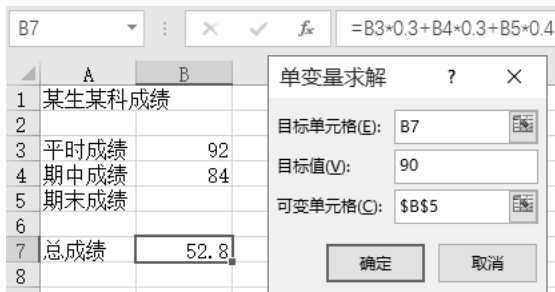 B7 fx =B3*0.3+B4*0.3+B5*0.4
A B
1 某生某科成绩
2
3 平时成绩 92
4 期中成绩 84
5 期末成绩
6
7 总成绩 52.8
8
单变量求解 ? ×
目标单元格(E): B7
目标值(V): 90
可变单元格(C): $B$5
确定 取消